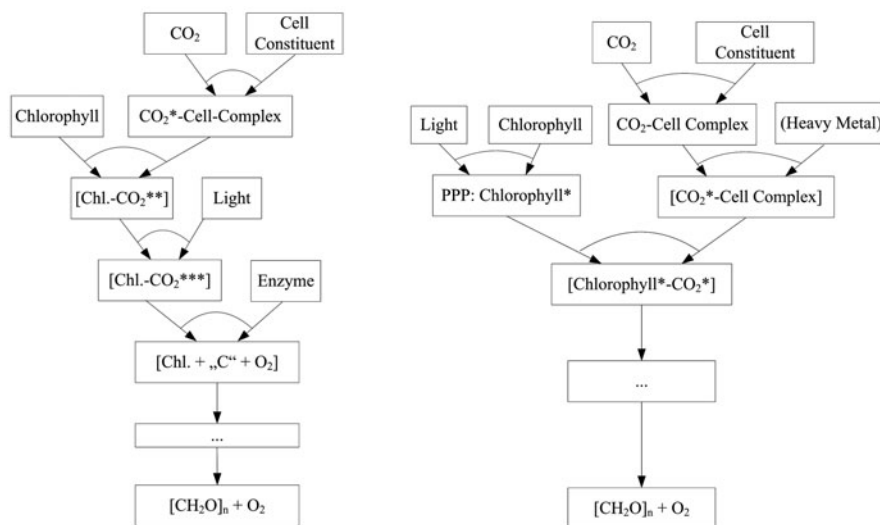 CO₂
Cell
Constituent
Chlorophyll
CO₂*-Cell-Complex
[Chl.-CO₂**]
Light
[Chl.-CO₂***]
Enzyme
[Chl. + „C“ + O₂]
...
[CH₂O]ₙ + O₂
CO₂
Cell
Constituent
Light
Chlorophyll
CO₂-Cell Complex
(Heavy Metal)
PPP: Chlorophyll*
[CO₂*-Cell Complex]
[Chlorophyll*-CO₂*]
...
[CH₂O]ₙ + O₂